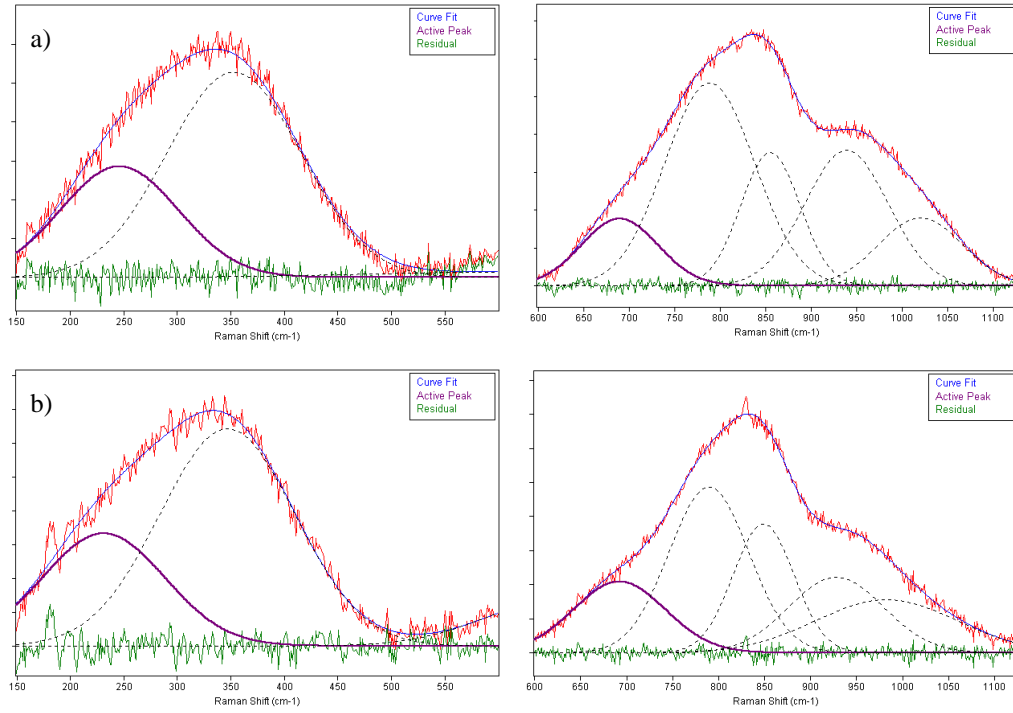 a)
Curve Fit
Active Peak
Residual
150 200 250 300 350 400 450 500 550
Raman Shift (cm-1)
Curve Fit
Active Peak
Residual
600 650 700 750 800 850 900 950 1000 1050 1100
Raman Shift (cm-1)
b)
Curve Fit
Active Peak
Residual
150 200 250 300 350 400 450 500 550
Raman Shift (cm-1)
Curve Fit
Active Peak
Residual
600 650 700 750 800 850 900 950 1000 1050 1100
Raman Shift (cm-1)